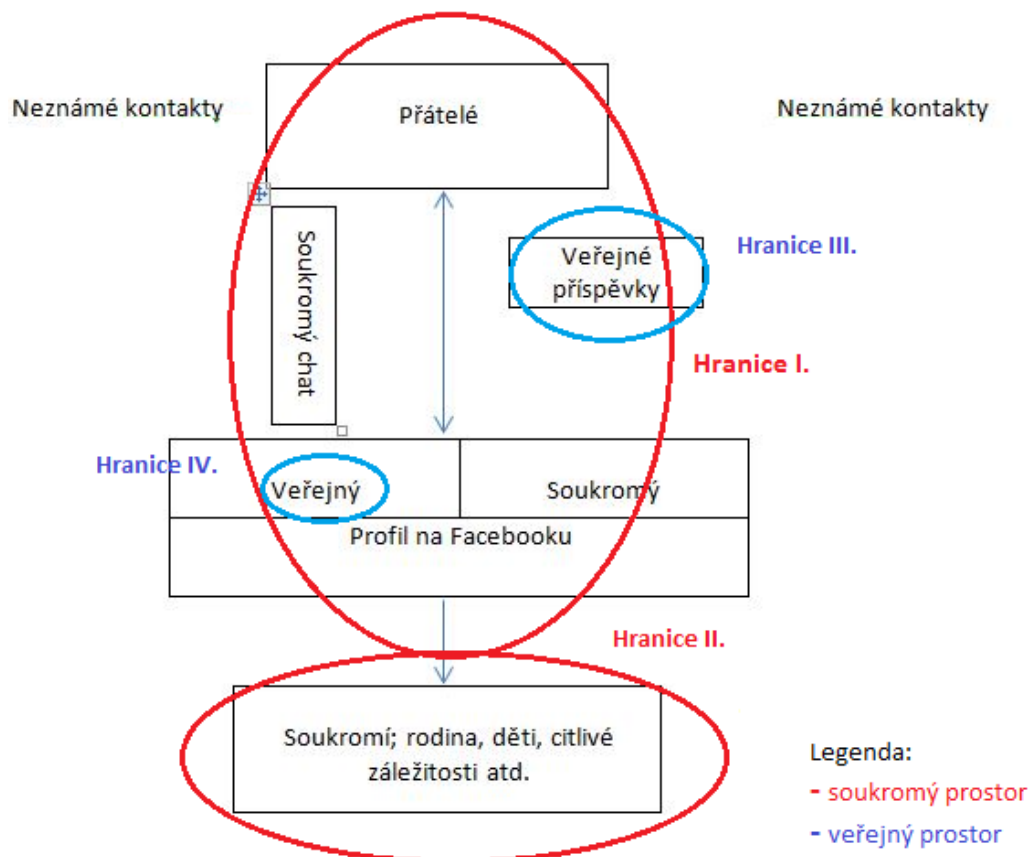 Neznámé kontakty
Přátelé
Neznámé kontakty
Soukromý chat
Veřejné
příspěvky
Hranice III.
Hranice I.
Hranice IV.
Veřejný
Soukromý
Profil na Facebooku
Hranice II.
Soukromí; rodina, děti, citlivé
záležitosti atd.
Legenda:
- soukromý prostor
- veřejný prostor